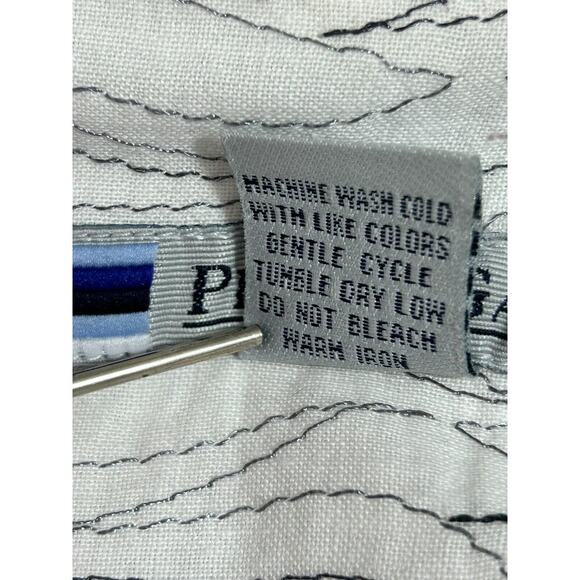 MACHINE WASH COLD
WITH LIKE COLORS
GENTLE CYCLE
TUMBLE DRY LOW
DO NOT BLEACH
WARM IRON